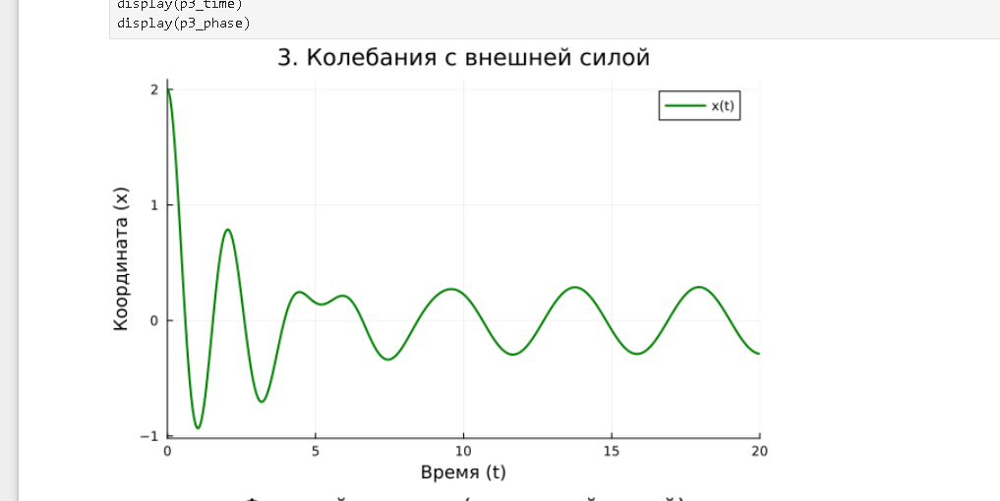 display(p3_time)
display(p3_phase)
3. Колебания с внешней силой
x(t)
Координата (x)
2
1
0
−1
0 5 10 15 20
Время (t)